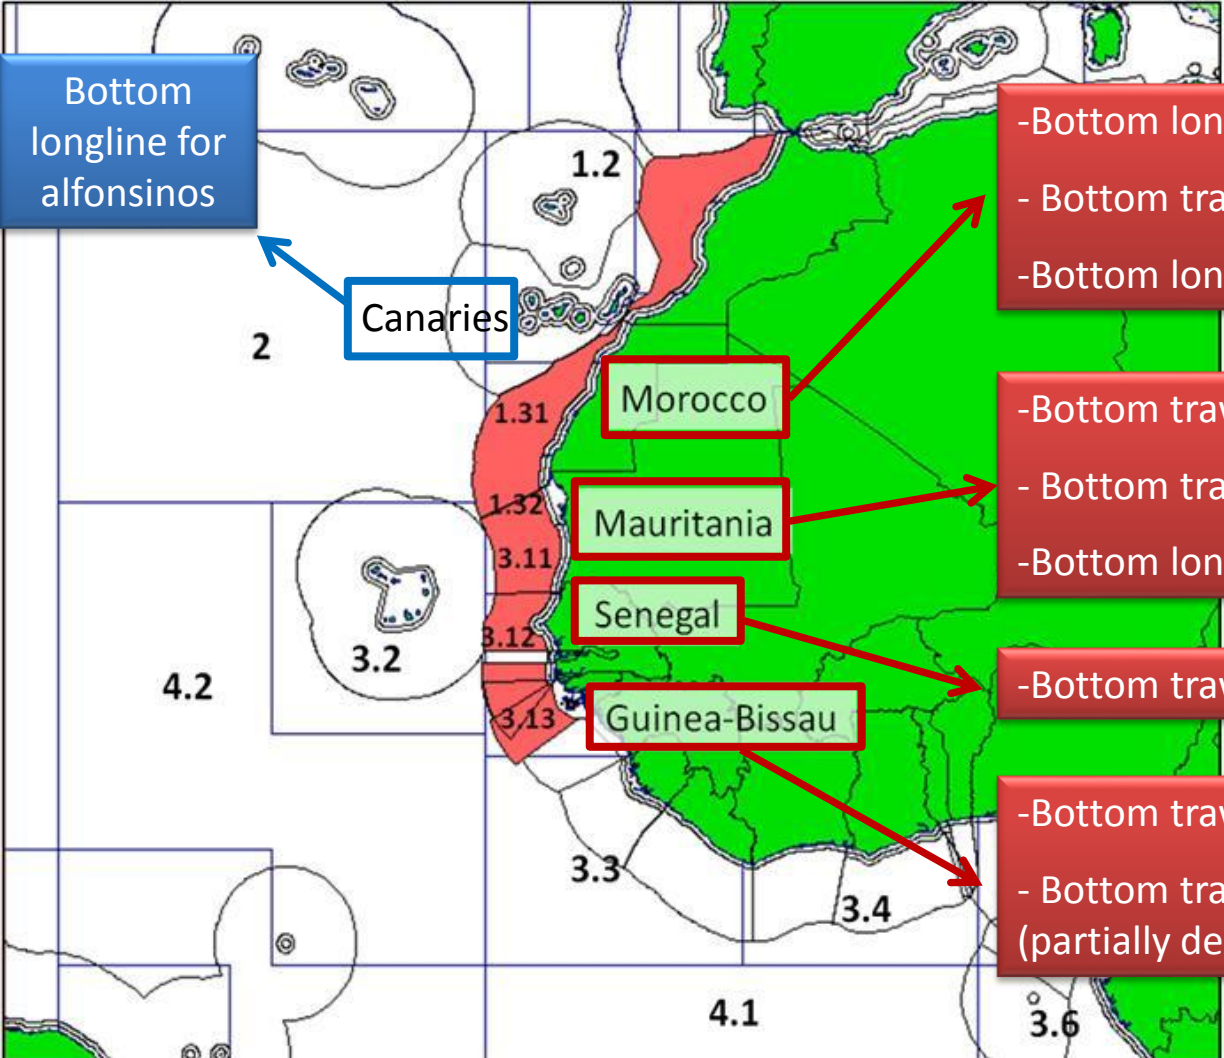 Bottom
longline for
alfonsinos
1.2
-Bottom lon
- Bottom tra
-Bottom lon
Canaries
2
Morocco
1.31
-Bottom trav
- Bottom tra
-Bottom lon
1.32
Mauritania
3.11
Senegal
3.12
3.2
4.2
-Bottom trav
3.13
Guinea-Bissau
-Bottom trav
- Bottom tra
(partially de
3.3
3.4
4.1
3.6